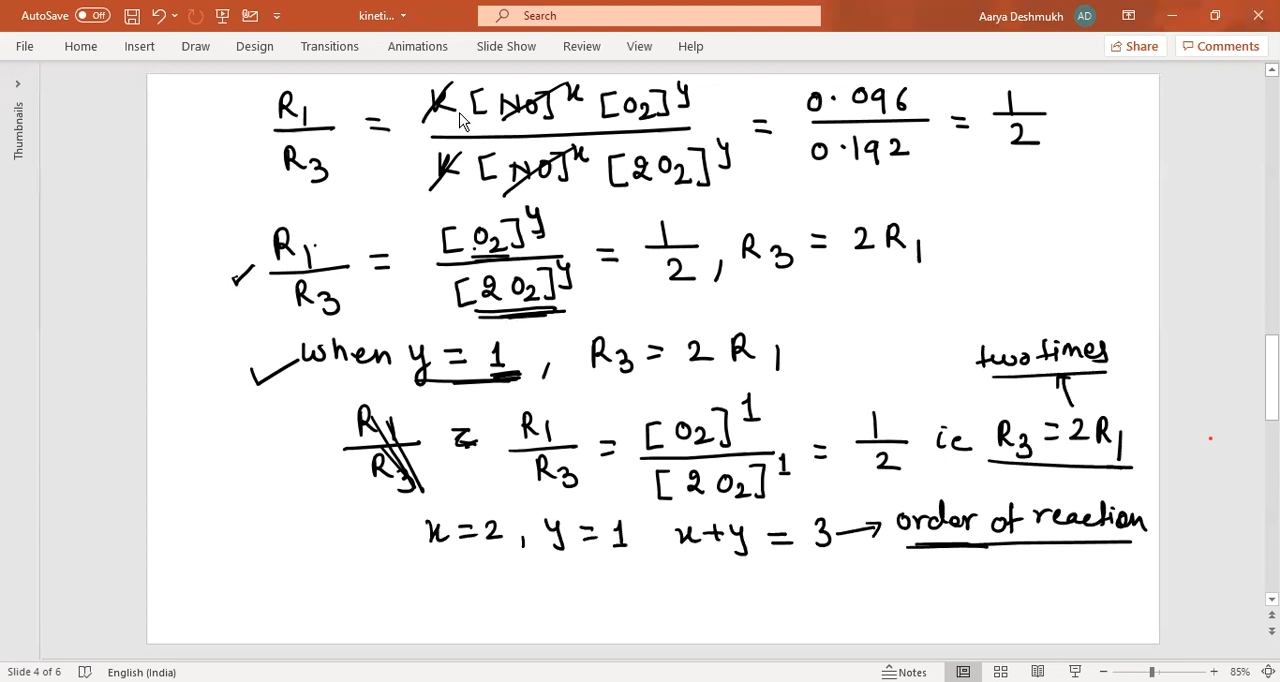 AutoSave Off kineti... Search Aarya Deshmukh AD
File Home Insert Draw Design Transitions Animations Slide Show Review View Help Share Comments
Thumbnails
R1/R3 = K[NO]^x [O2]^y / K[NO]^x [2O2]^y = 0.096/0.192 = 1/2
R1/R3 = [O2]^y / [2O2]^y = 1/2, R3 = 2R1
when y = 1, R3 = 2R1
two times
R1/R3 = R1/R3 = [O2]^1 / [2O2]^1 = 1/2 ie R3 = 2R1
x = 2, y = 1 x+y = 3 → order of reaction
Slide 4 of 6 English (India) Notes 85%